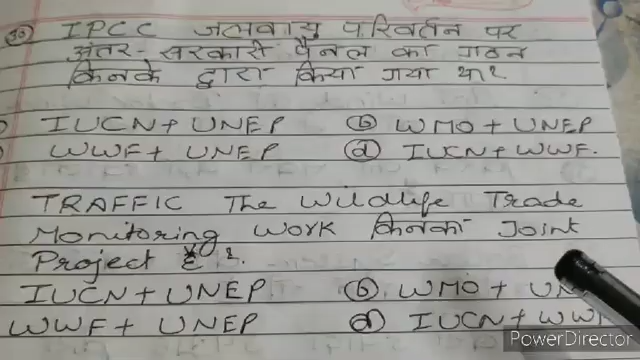 30 IPCC जलवायु परिवर्तन पर
अंतर-सरकारी पैनल का गठन
किनके द्वारा किया गया था?
IUCN+ UNEP (b) WMO + UNEP
WWF+ UNEP (d) IUCN+WWF.
TRAFFIC The Wildlife Trade
Monitoring Work किनका Joint
Project है ?
IUCN+UNEP (b) WMO + UN
WWF+ UNEP (d) IUCN+WW
PowerDirector